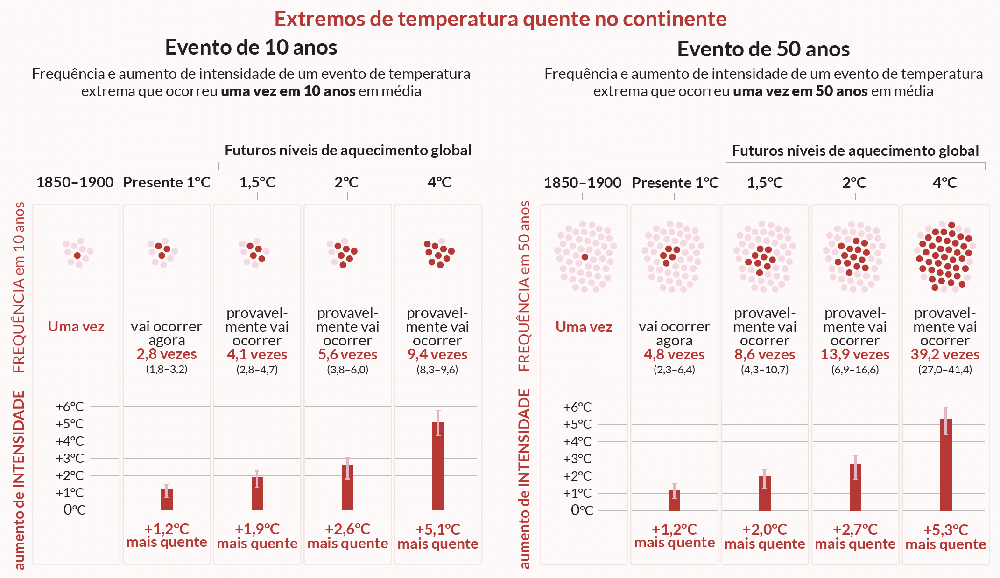 Extremos de temperatura quente no continente
Evento de 10 anos
Frequência e aumento de intensidade de um evento de temperatura
extrema que ocorreu uma vez em 10 anos em média
Futuros níveis de aquecimento global
1850–1900 Presente 1°C 1,5°C 2°C 4°C
FREQUÊNCIA em 10 anos
Uma vez
vai ocorrer
agora
2,8 vezes
(1,8–3,2)
provavel-
mente vai
ocorrer
4,1 vezes
(2,8–4,7)
provavel-
mente vai
ocorrer
5,6 vezes
(3,8–6,0)
provavel-
mente vai
ocorrer
9,4 vezes
(8,3–9,6)
aumento de INTENSIDADE
+6°C
+5°C
+4°C
+3°C
+2°C
+1°C
0°C
+1,2°C
mais quente
+1,9°C
mais quente
+2,6°C
mais quente
+5,1°C
mais quente
Evento de 50 anos
Frequência e aumento de intensidade de um evento de temperatura
extrema que ocorreu uma vez em 50 anos em média
Futuros níveis de aquecimento global
1850–1900 Presente 1°C 1,5°C 2°C 4°C
FREQUÊNCIA em 50 anos
Uma vez
vai ocorrer
agora
4,8 vezes
(2,3–6,4)
provavel-
mente vai
ocorrer
8,6 vezes
(4,3–10,7)
provavel-
mente vai
ocorrer
13,9 vezes
(6,9–16,6)
provavel-
mente vai
ocorrer
39,2 vezes
(27,0–41,4)
aumento de INTENSIDADE
+6°C
+5°C
+4°C
+3°C
+2°C
+1°C
0°C
+1,2°C
mais quente
+2,0°C
mais quente
+2,7°C
mais quente
+5,3°C
mais quente